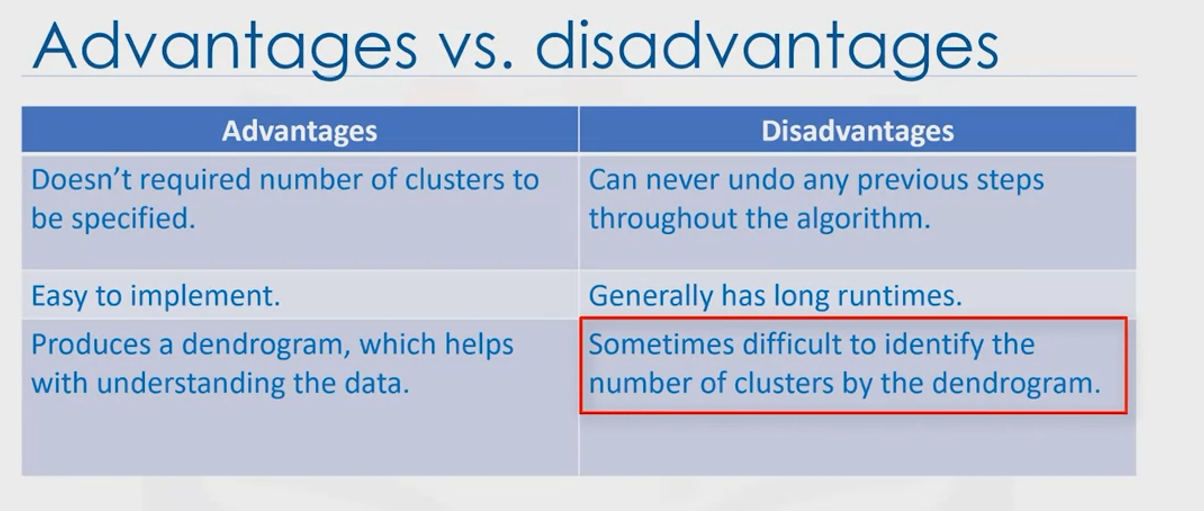 Advantages vs. disadvantages
Advantages
Disadvantages
Doesn't required number of clusters to
be specified.
Can never undo any previous steps
throughout the algorithm.
Easy to implement.
Generally has long runtimes.
Produces a dendrogram, which helps
with understanding the data.
Sometimes difficult to identify the
number of clusters by the dendrogram.